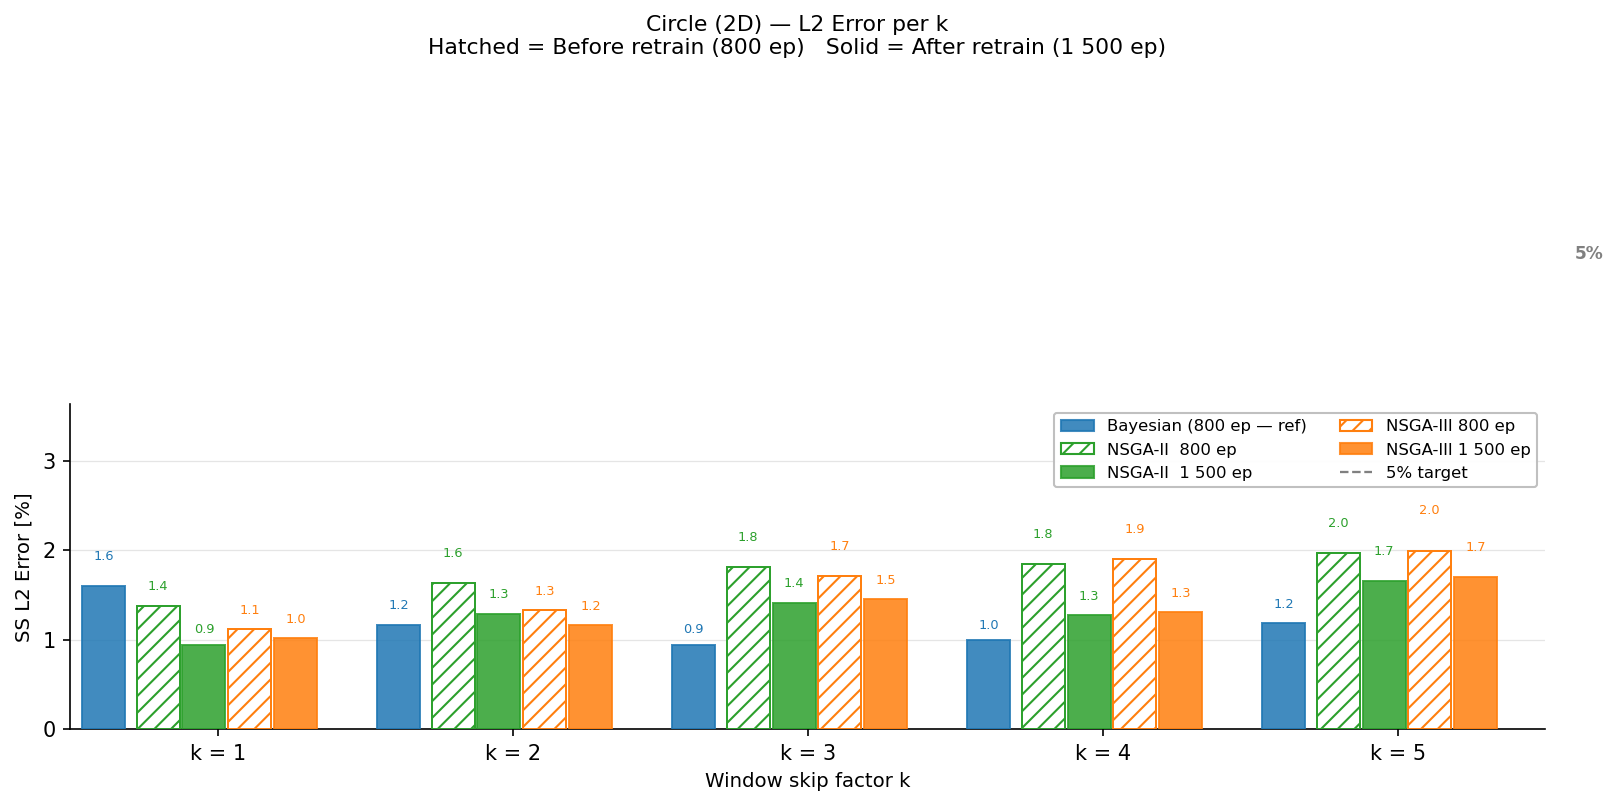 Circle (2D) — L2 Error per k
Hatched = Before retrain (800 ep)   Solid = After retrain (1 500 ep)
5%
Bayesian (800 ep — ref)
NSGA-II  800 ep
NSGA-II  1 500 ep
NSGA-III 800 ep
NSGA-III 1 500 ep
5% target
SS L2 Error [%]
3
2
1
0
1.6
1.4
0.9
1.1
1.0
1.2
1.6
1.3
1.3
1.2
0.9
1.8
1.4
1.7
1.5
1.0
1.8
1.3
1.9
1.3
1.2
2.0
1.7
2.0
1.7
k = 1
k = 2
k = 3
k = 4
k = 5
Window skip factor k